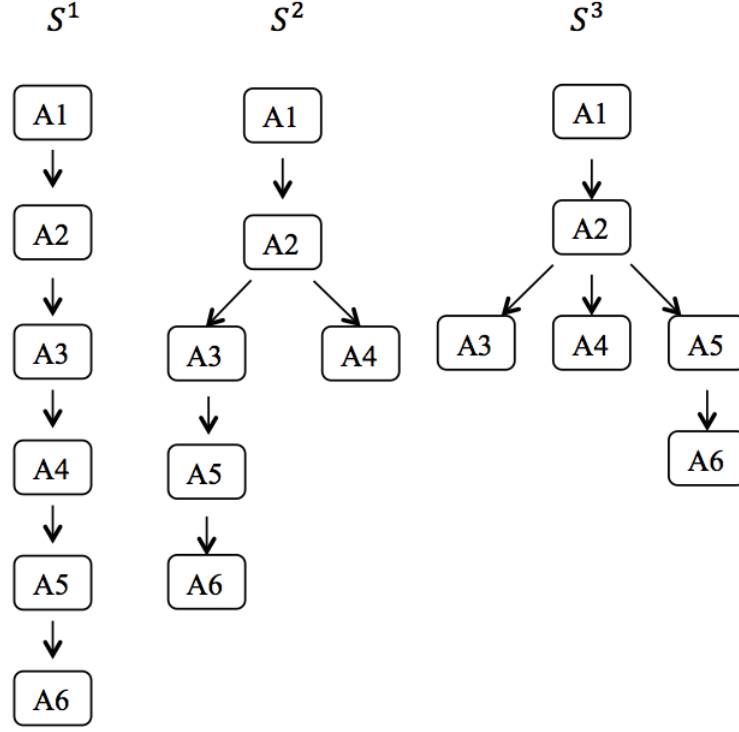 S¹ S² S³
A1 A1 A1
A2 A2 A2
A3 A3 A4 A3 A4 A5
A4 A5 A6
A5 A6
A6